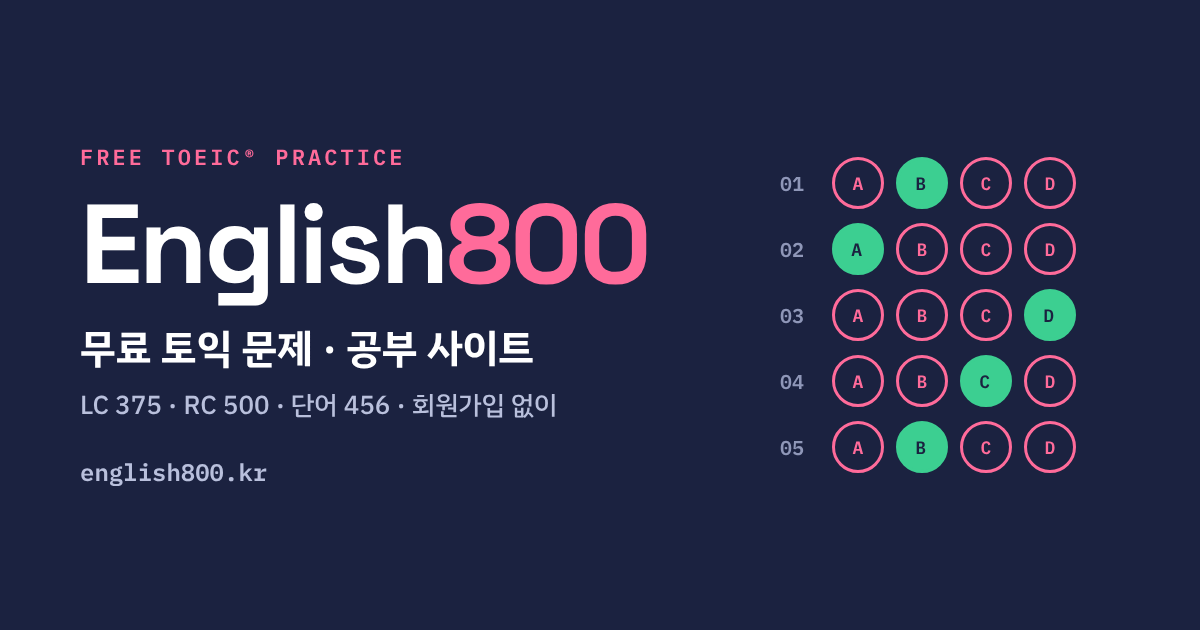 FREE TOEIC® PRACTICE
English800
무료 토익 문제 · 공부 사이트
LC 375 · RC 500 · 단어 456 · 회원가입 없이
english800.kr
01 A B C D
02 A B C D
03 A B C D
04 A B C D
05 A B C D